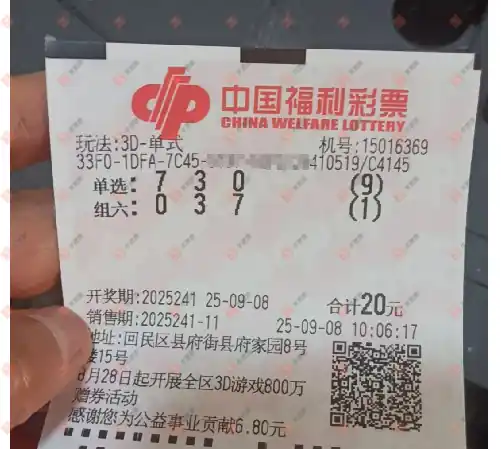 中国福利彩票
CHINA WELFARE LOTTERY
玩法:3D-单式 机号:15016369
33F0-1DFA-7C45- 410519/C4145
单选: 7 3 0 (9)
组六: 0 3 7 (1)
开奖期:2025241 25-09-08 合计20元
销售期:2025241-11 25-09-08 10:06:17
地址:回民区县府街县府家园8号
楼15号
8月28日起开展全区3D游戏800万
赠券活动
感谢您为公益事业贡献6.80元